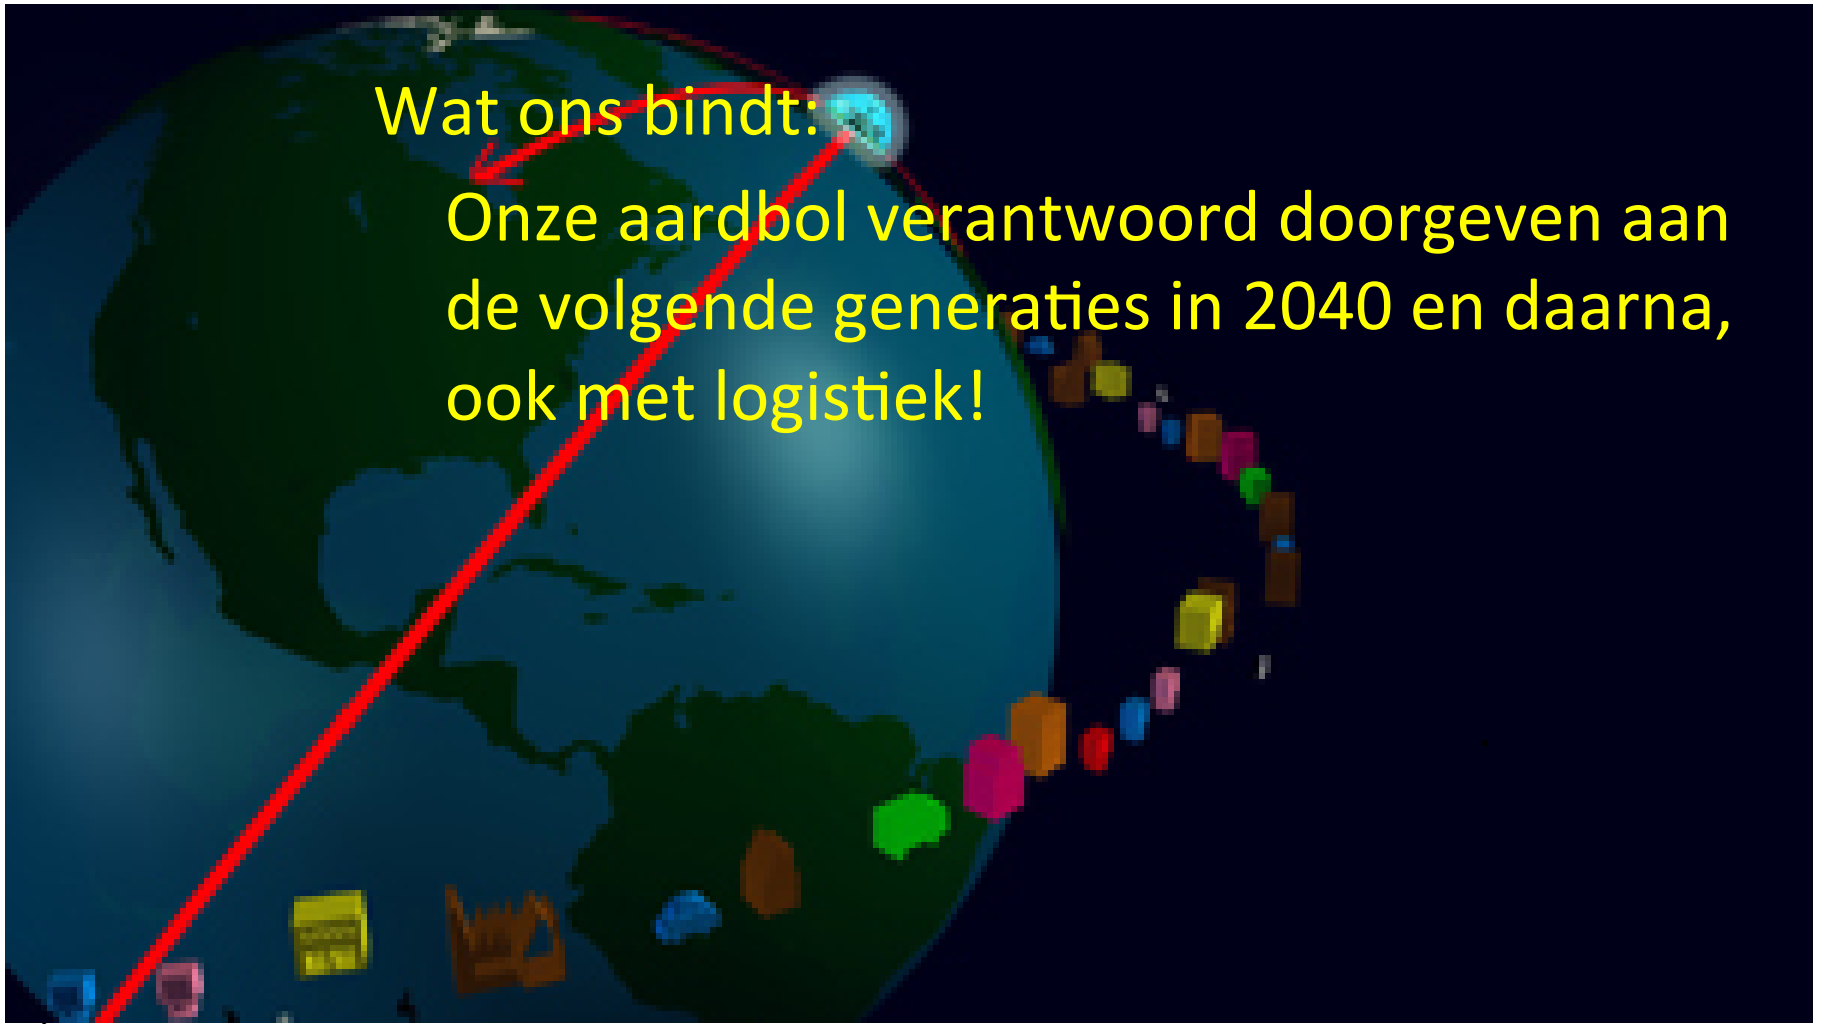 Wat ons bindt:
Onze aardbol verantwoord doorgeven aan
de volgende generaties in 2040 en daarna,
ook met logistiek!